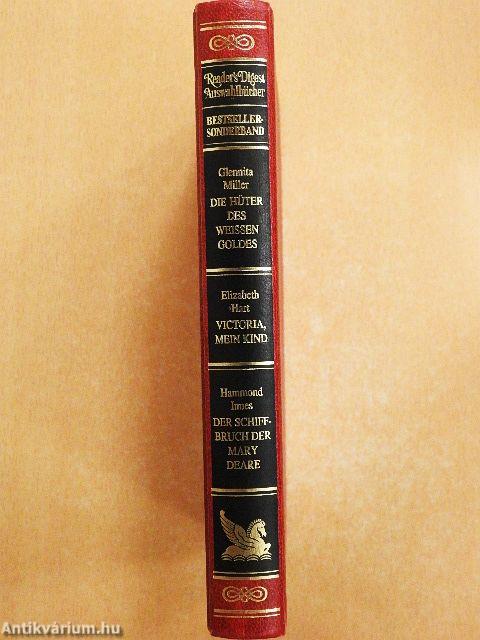 Reader's Digest
Auswahlbücher
BESTSELLER-
SONDERBAND
Glennita
Miller
DIE HÜTER
DES
WEISSEN
GOLDES
Elizabeth
Hart
VICTORIA,
MEIN KIND
Hammond
Innes
DER SCHIFF-
BRUCH DER
MARY
DEARE
Antikvárium.hu